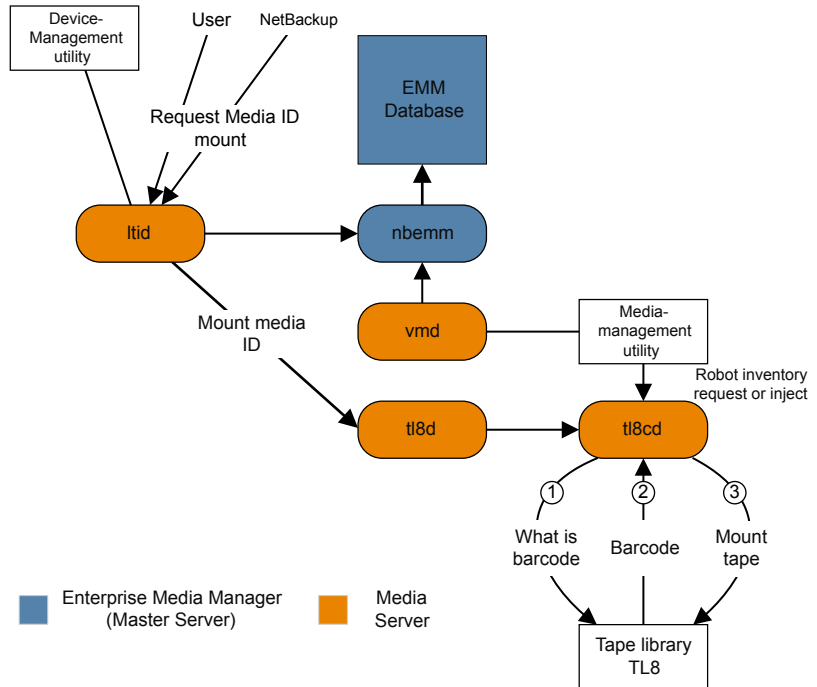 Device-
Management
utility
User
NetBackup
EMM
Database
Request Media ID
mount
ltid
nbemm
Mount media
ID
vmd
Media-
management
utility
Robot inventory
request or inject
tl8d
tl8cd
1
2
3
What is
barcode
Barcode
Mount
tape
Enterprise Media Manager
(Master Server)
Media
Server
Tape library
TL8